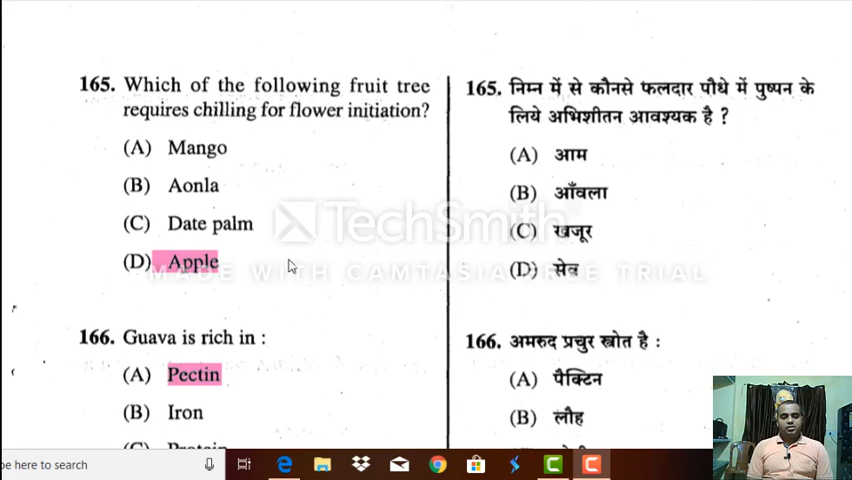 165. Which of the following fruit tree
requires chilling for flower initiation?
(A) Mango
(B) Aonla
(C) Date palm
(D) Apple
166. Guava is rich in :
(A) Pectin
(B) Iron
(C) Protein
165. निम्न में से कौनसे फलदार पौधे में पुष्पन के
लिये अभिशीतन आवश्यक है ?
(A) आम
(B) आँवला
(C) खजूर
(D) सेव
166. अमरुद प्रचुर स्त्रोत है :
(A) पैक्टिन
(B) लौह
TechSmith
MADE WITH CAMTASIA FREE TRIAL
pe here to search